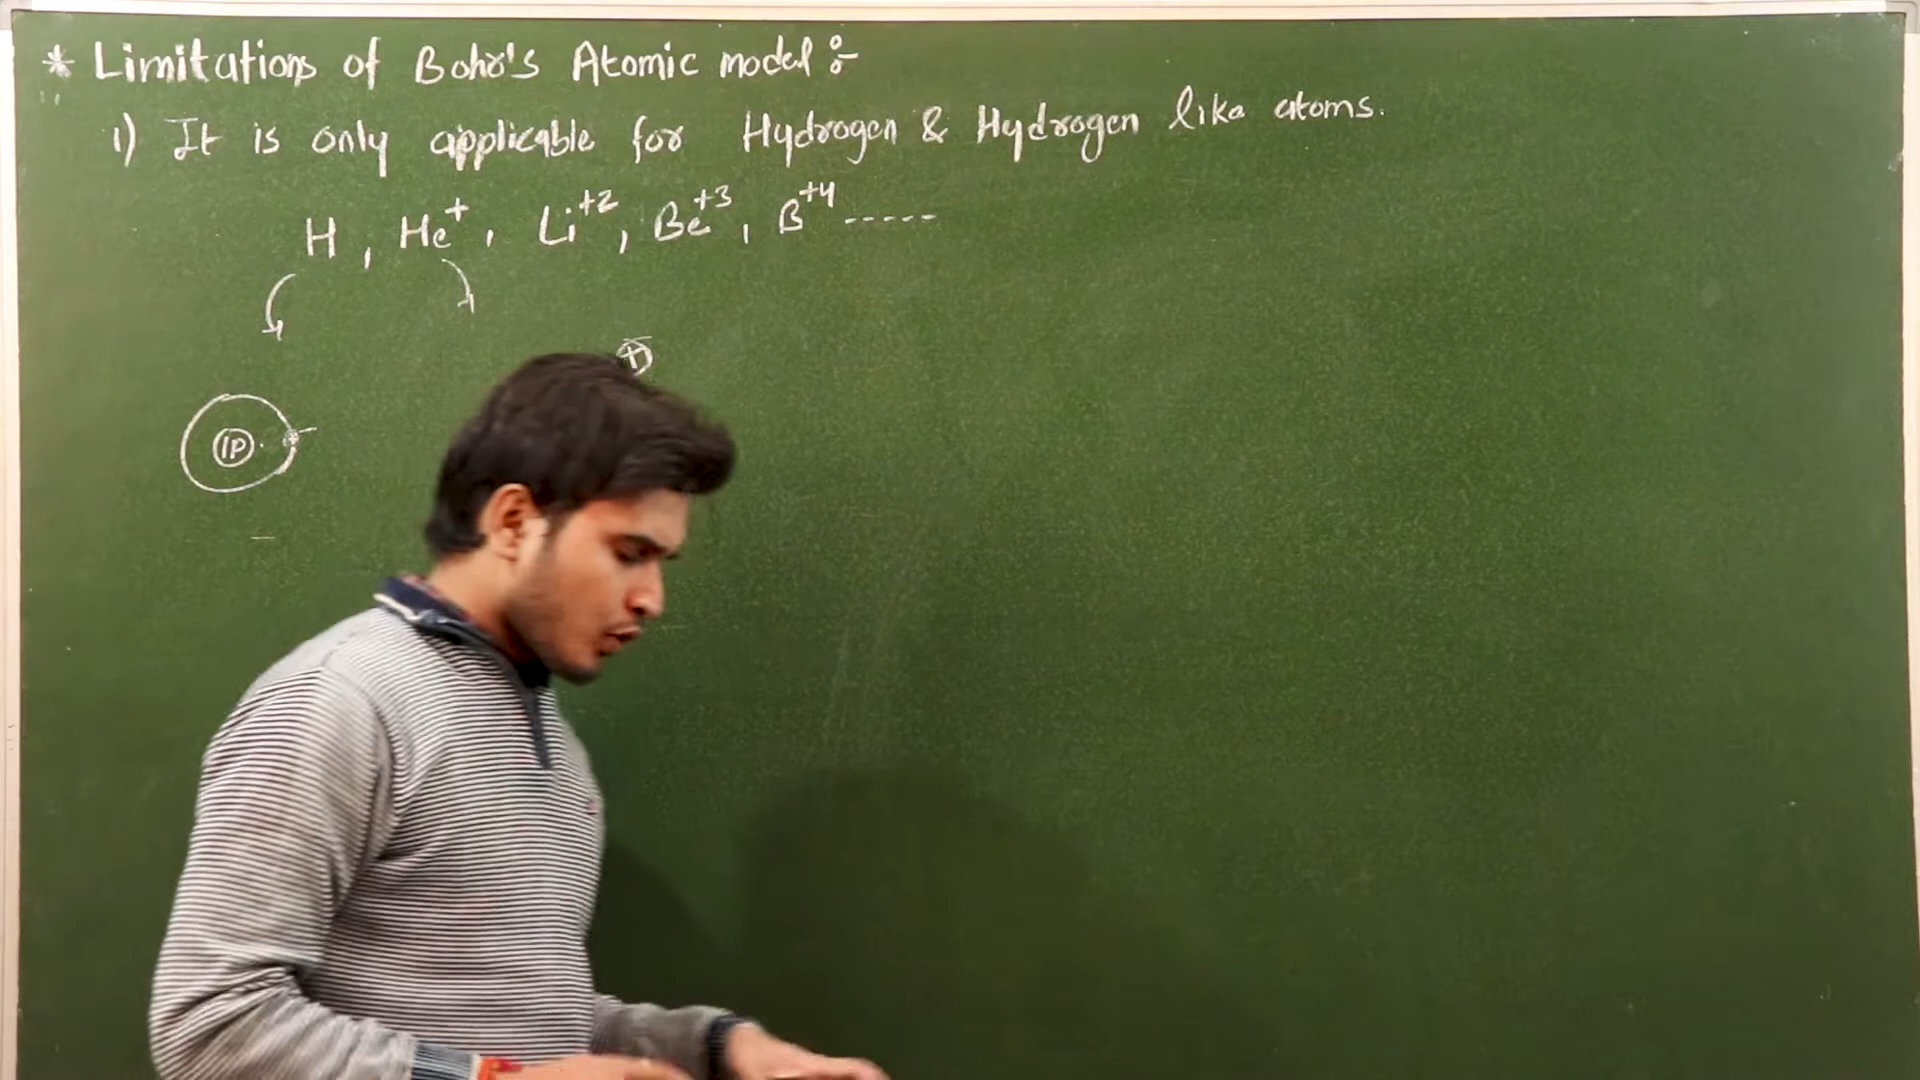 * Limitations of Bohr's Atomic model :-
1) It is only applicable for Hydrogen & Hydrogen like atoms.
H, He⁺, Li⁺², Be⁺³, B⁺⁴ -----
+
1P